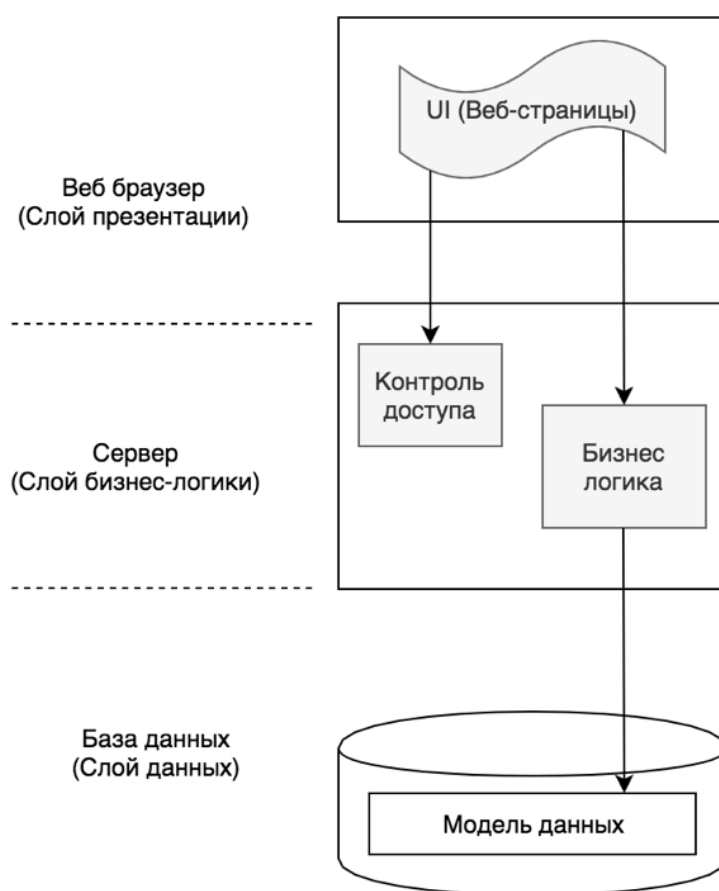 UI (Веб-страницы)
Веб браузер
(Слой презентации)
Контроль
доступа
Сервер
(Слой бизнес-логики)
Бизнес
логика
База данных
(Слой данных)
Модель данных